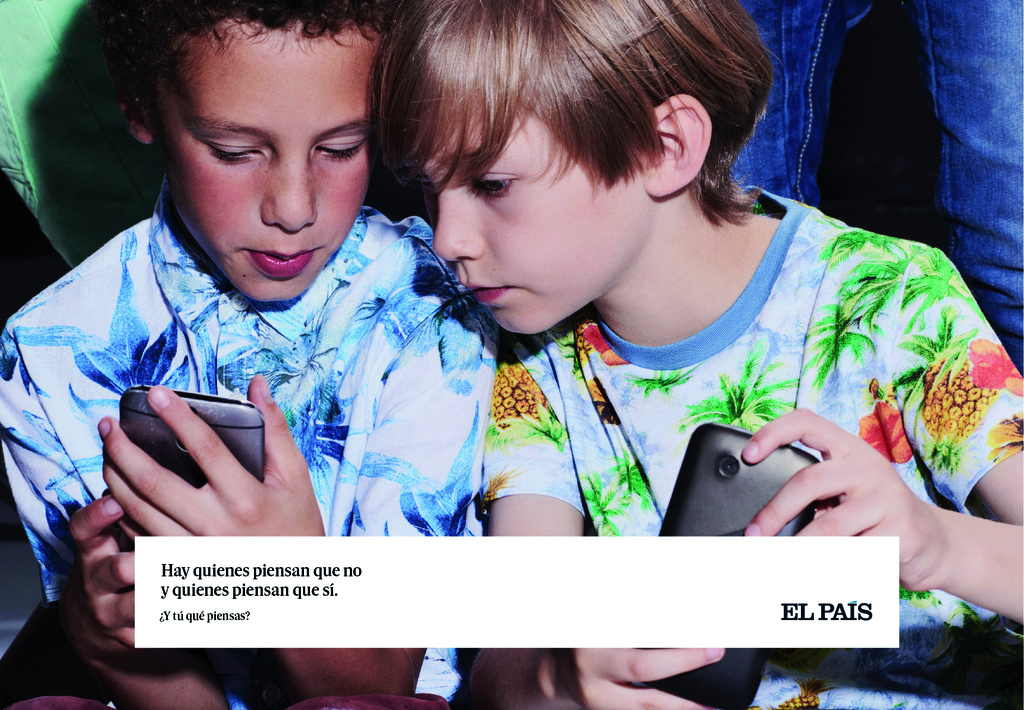 Hay quienes piensan que no
y quienes piensan que sí.
¿Y tú qué piensas?
EL PAÍS